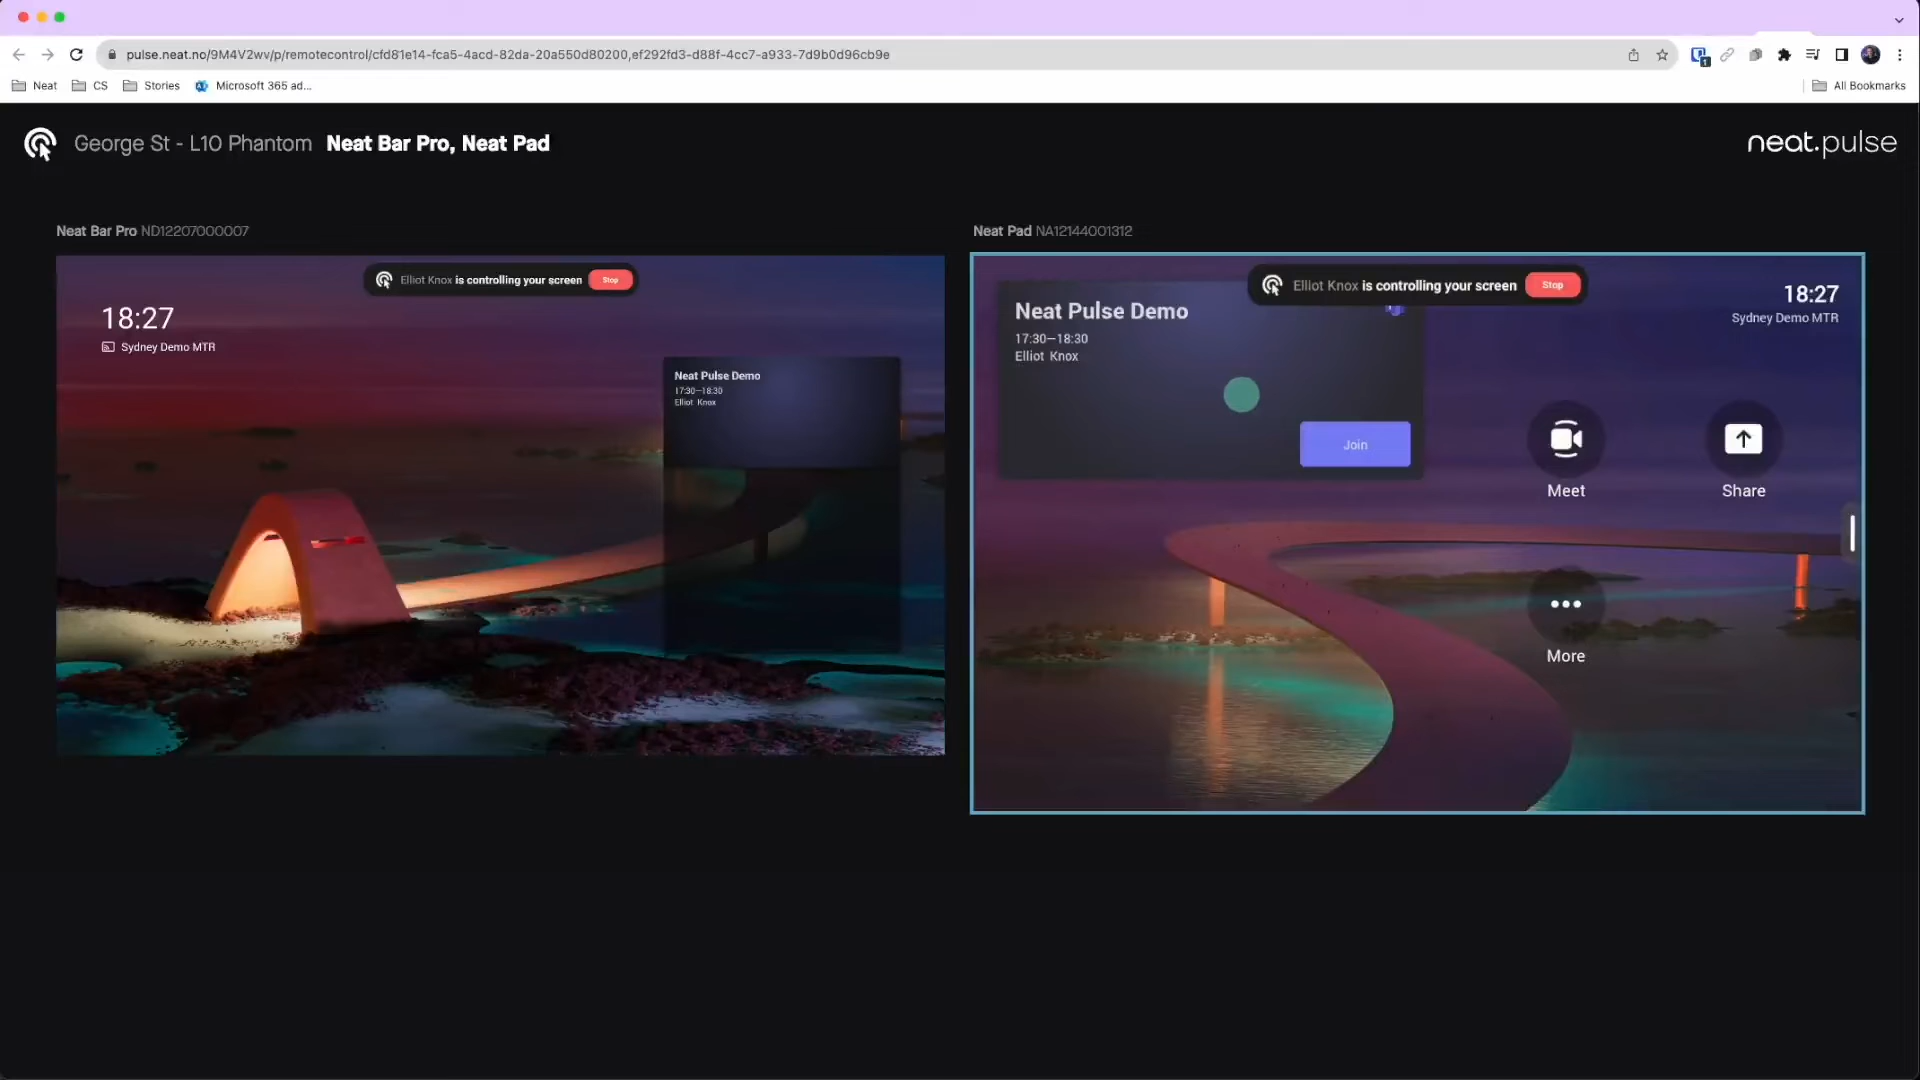 pulse.neat.no/9M4V2wv/p/remotecontrol/cfd81e14-fca5-4acd-82da-20a550d80200,ef292fd3-d88f-4cc7-a933-7d9b0d96cb9e
1
Neat
CS
Stories
Microsoft 365 ad...
All Bookmarks
George St - L10 Phantom Neat Bar Pro, Neat Pad
neat.pulse
Neat Bar Pro ND12207000007
Elliot Knox is controlling your screen Stop
18:27
Sydney Demo MTR
Neat Pulse Demo
17:30—18:30
Elliot Knox
Neat Pad NA12144001312
Elliot Knox is controlling your screen Stop
Neat Pulse Demo
17:30—18:30
Elliot Knox
Join
18:27
Sydney Demo MTR
Meet
Share
More